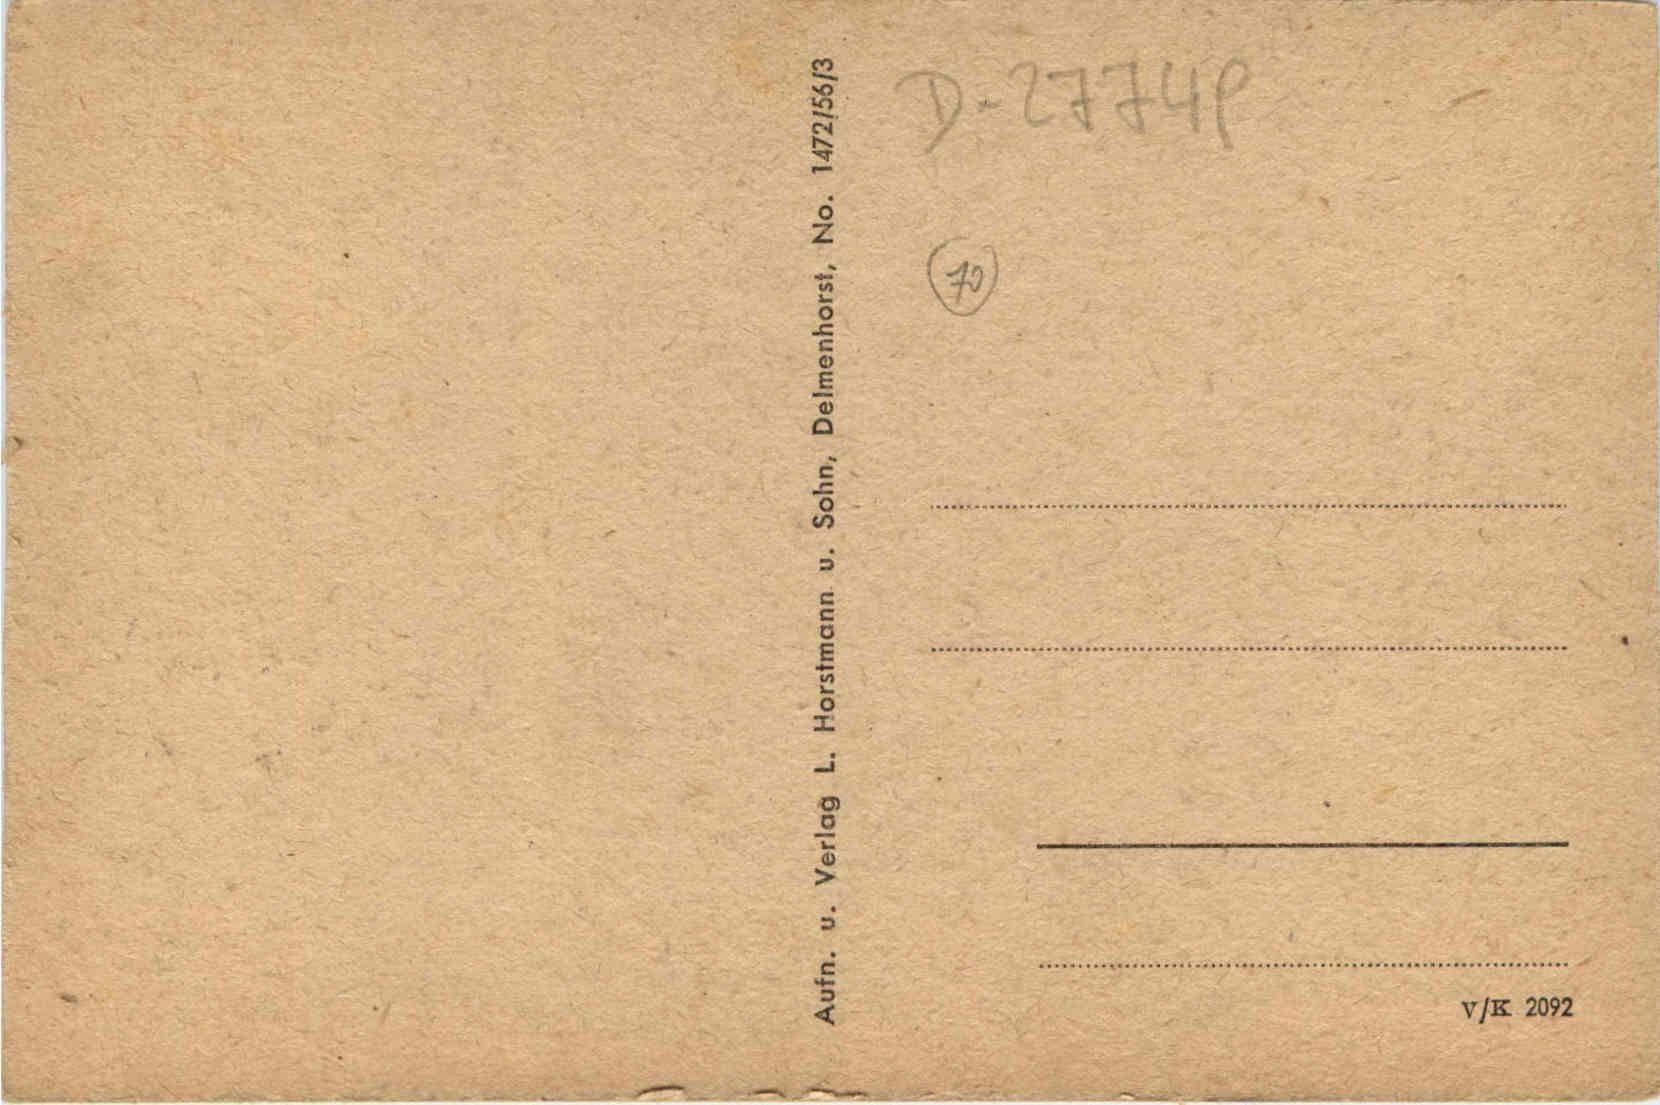 Aufn. u. Verlag L. Horstmann u. Sohn, Delmenhorst, No. 1472/56/3
D-27749
70
V/K 2092